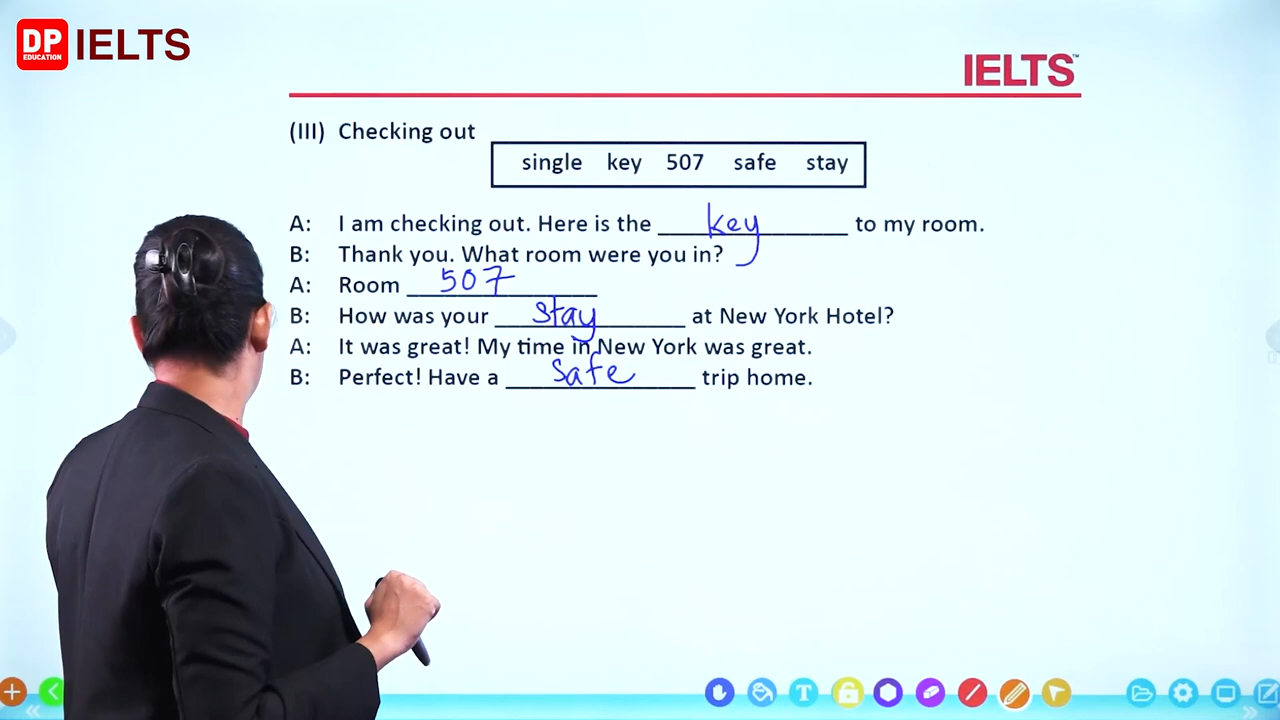 DP
EDUCATION
IELTS
IELTS™
(III) Checking out
single key 507 safe stay
A: I am checking out. Here is the key to my room.
B: Thank you. What room were you in?
A: Room 507
B: How was your stay at New York Hotel?
A: It was great! My time in New York was great.
B: Perfect! Have a safe trip home.